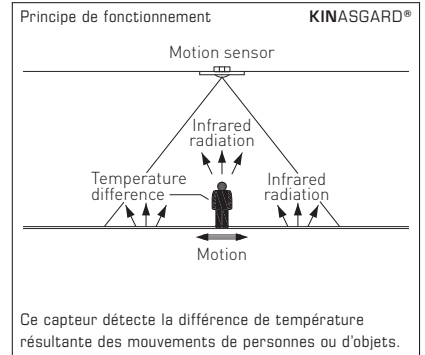 Principe de fonctionnement KINASGARD®
Motion sensor
Infrared
radiation
Temperature
difference
Infrared
radiation
Motion
Ce capteur détecte la différence de température
résultante des mouvements de personnes ou d'objets.